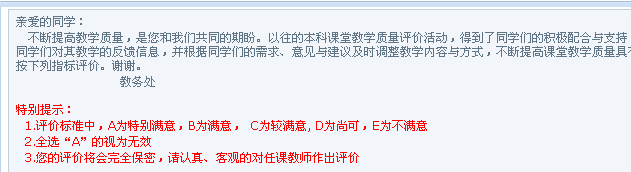 亲爱的同学：
不断提高教学质量，是您和我们共同的期盼。以往的本科课堂教学质量评价活动，得到了同学们的积极配合与支持
同学们对其教学的反馈信息，并根据同学们的需求、意见与建议及时调整教学内容与方式，不断提高课堂教学质量具
按下列指标评价。谢谢。
教务处
特别提示：
1.评价标准中，A为特别满意，B为满意， C为较满意, D为尚可，E为不满意
2.全选“A”的视为无效
3.您的评价将会完全保密，请认真、客观的对任课教师作出评价